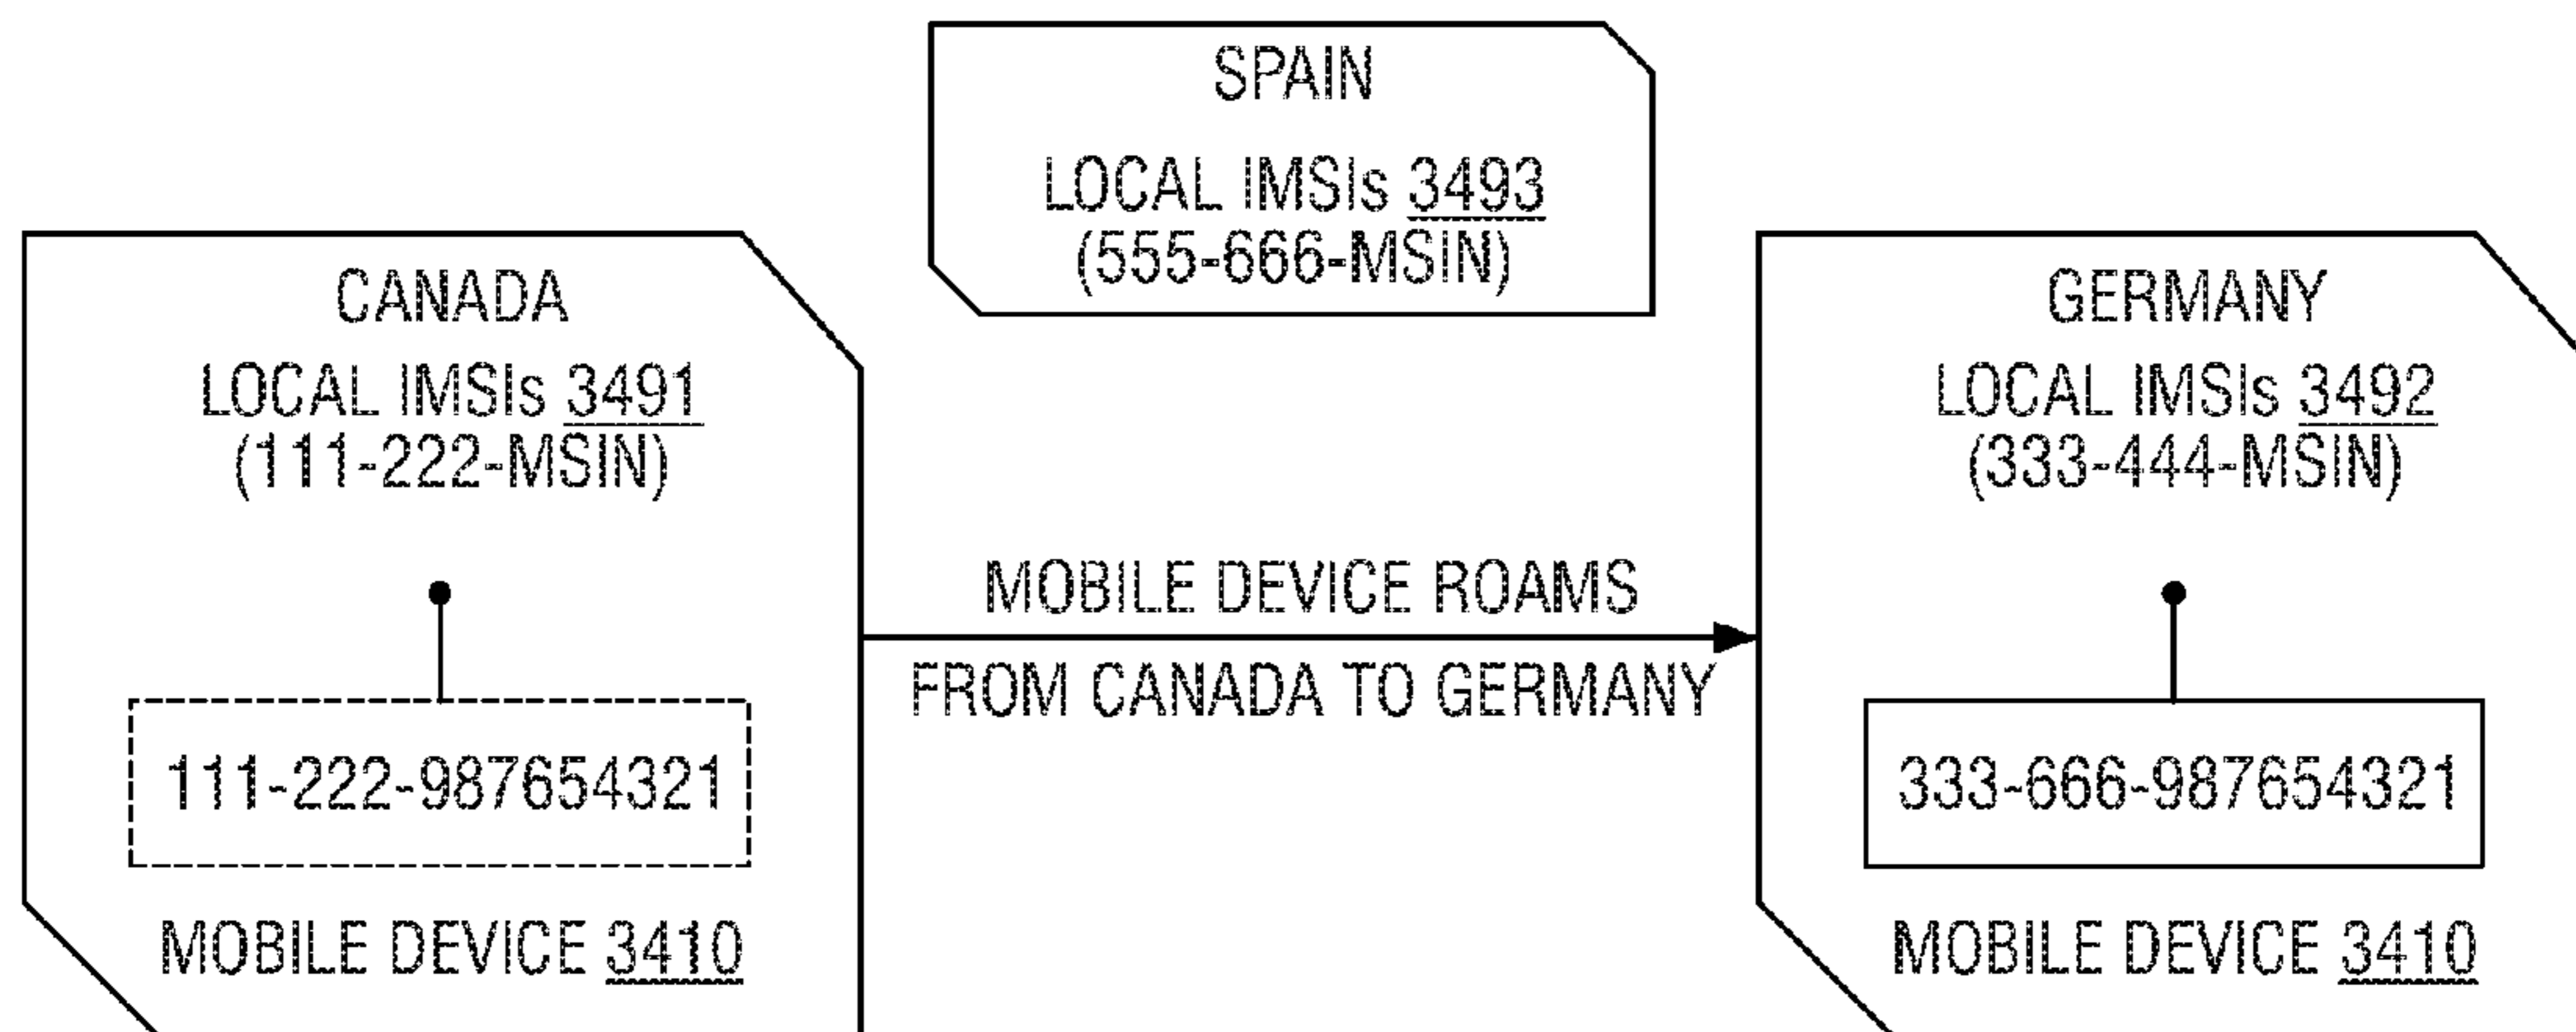 SPAIN
LOCAL IMSIs 3493
(555-666-MSIN)
CANADA
LOCAL IMSIs 3491
(111-222-MSIN)
111-222-987654321
MOBILE DEVICE 3410
MOBILE DEVICE ROAMS
FROM CANADA TO GERMANY
GERMANY
LOCAL IMSIs 3492
(333-444-MSIN)
333-666-987654321
MOBILE DEVICE 3410